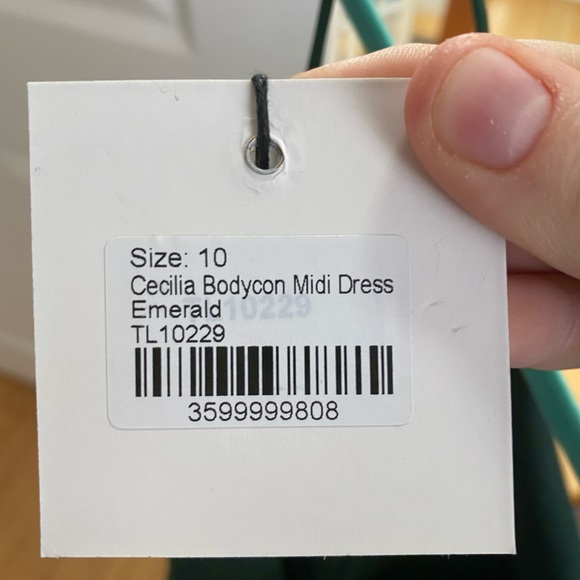 Size: 10
Cecilia Bodycon Midi Dress
Emerald
TL10229
3599999808